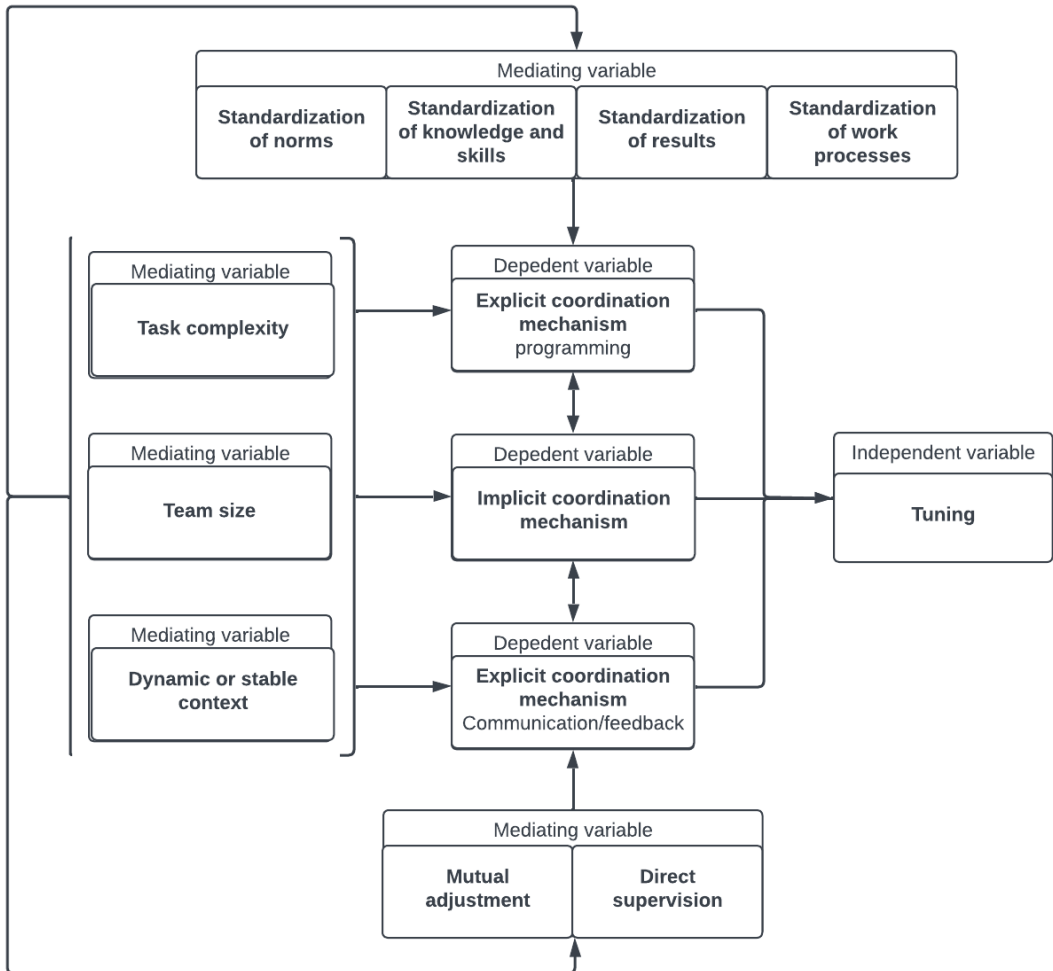 Mediating variable
Standardization
of norms
Standardization
of knowledge and
skills
Standardization
of results
Standardization
of work
processes
Mediating variable
Task complexity
Depedent variable
Explicit coordination
mechanism
programming
Mediating variable
Team size
Depedent variable
Implicit coordination
mechanism
Independent variable
Tuning
Mediating variable
Dynamic or stable
context
Depedent variable
Explicit coordination
mechanism
Communication/feedback
Mediating variable
Mutual
adjustment
Direct
supervision